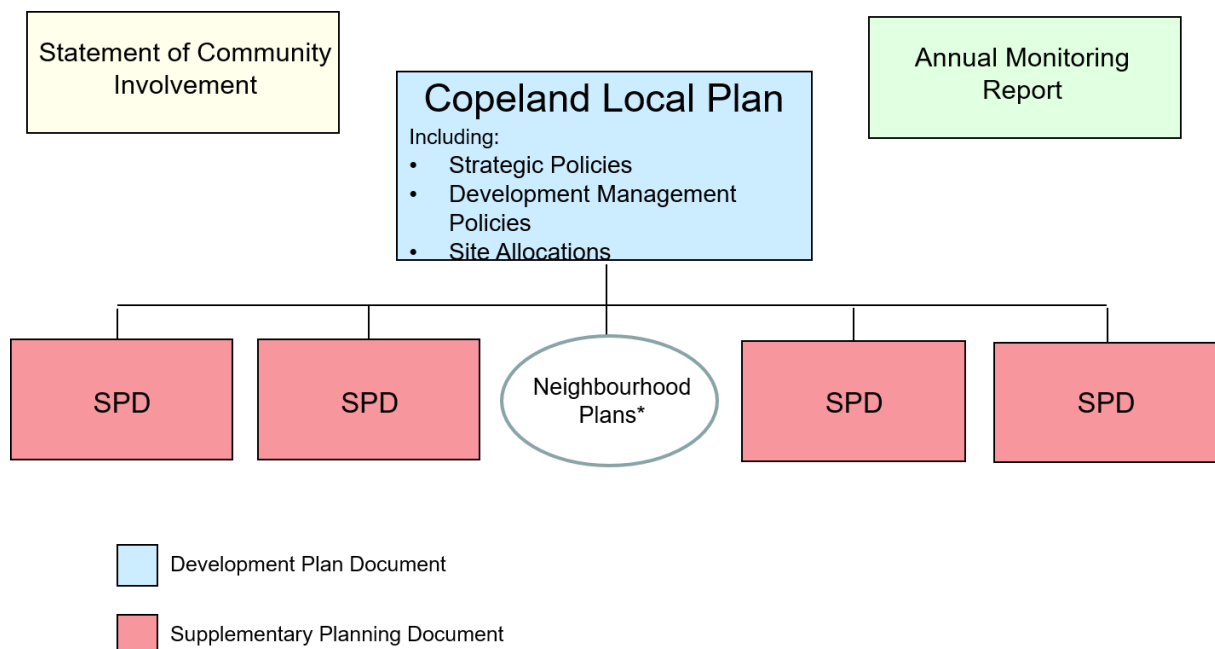 Statement of Community
Involvement
Annual Monitoring
Report
Copeland Local Plan
Including:
• Strategic Policies
• Development Management
Policies
• Site Allocations
SPD
SPD
Neighbourhood
Plans*
SPD
SPD
Development Plan Document
Supplementary Planning Document